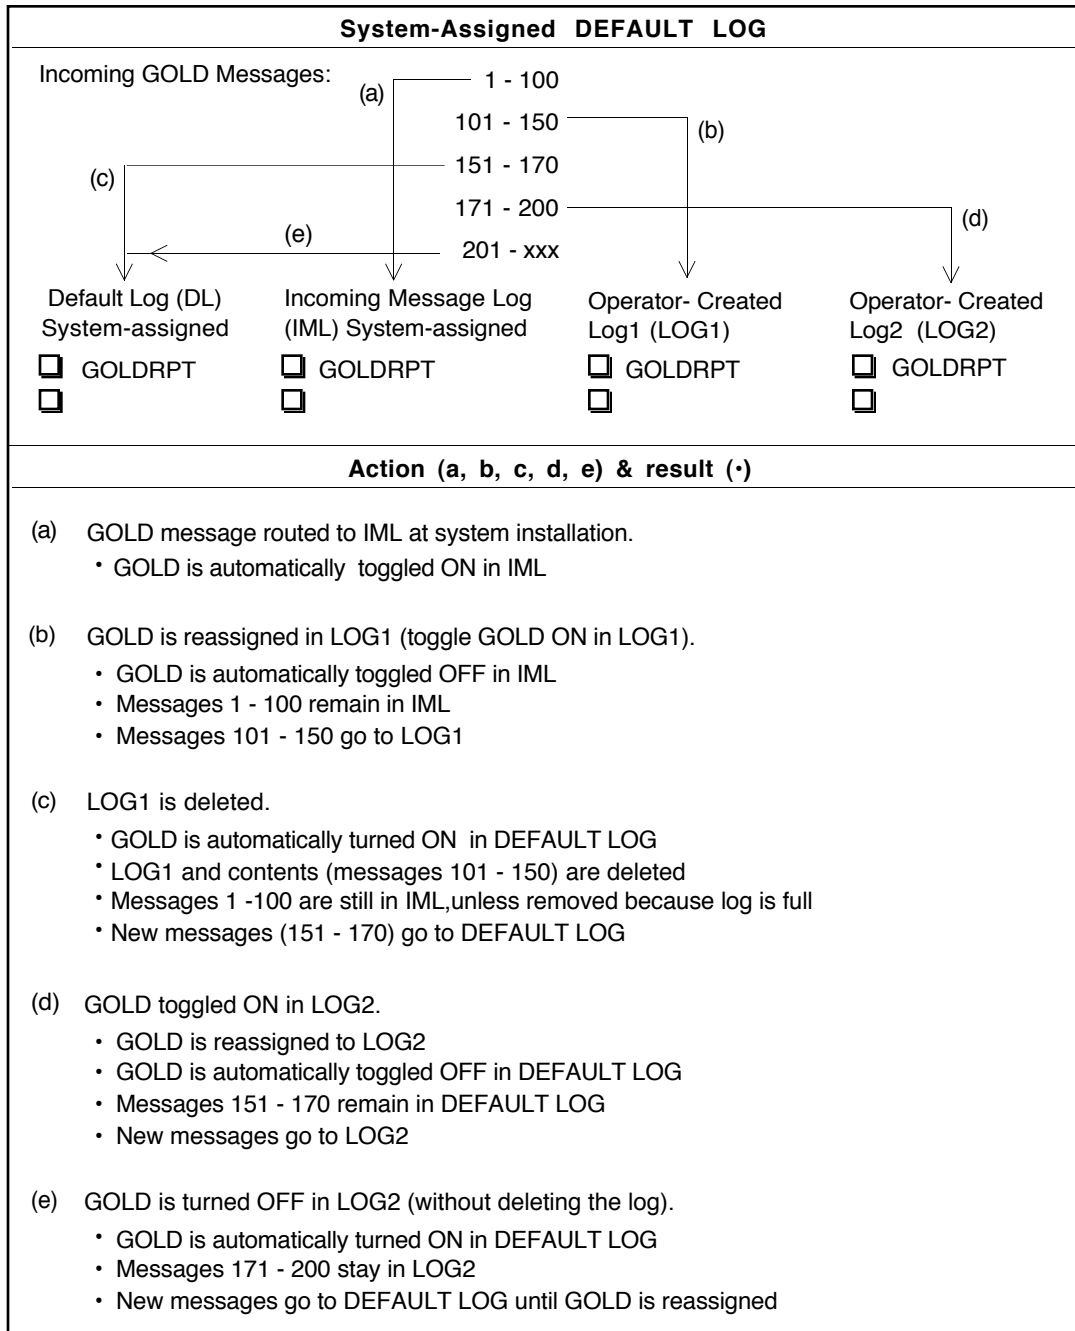 System-Assigned DEFAULT LOG
Incoming GOLD Messages:
(a)
1 - 100
101 - 150
(b)
151 - 170
(c)
171 - 200
(d)
(e)
201 - xxx
Default Log (DL)
System-assigned
GOLDRPT
Incoming Message Log
(IML) System-assigned
GOLDRPT
Operator- Created
Log1 (LOG1)
GOLDRPT
Operator- Created
Log2 (LOG2)
GOLDRPT
Action (a, b, c, d, e) & result (•)
(a) GOLD message routed to IML at system installation.
• GOLD is automatically toggled ON in IML
(b) GOLD is reassigned in LOG1 (toggle GOLD ON in LOG1).
• GOLD is automatically toggled OFF in IML
• Messages 1 - 100 remain in IML
• Messages 101 - 150 go to LOG1
(c) LOG1 is deleted.
• GOLD is automatically turned ON in DEFAULT LOG
• LOG1 and contents (messages 101 - 150) are deleted
• Messages 1 -100 are still in IML,unless removed because log is full
• New messages (151 - 170) go to DEFAULT LOG
(d) GOLD toggled ON in LOG2.
• GOLD is reassigned to LOG2
• GOLD is automatically toggled OFF in DEFAULT LOG
• Messages 151 - 170 remain in DEFAULT LOG
• New messages go to LOG2
(e) GOLD is turned OFF in LOG2 (without deleting the log).
• GOLD is automatically turned ON in DEFAULT LOG
• Messages 171 - 200 stay in LOG2
• New messages go to DEFAULT LOG until GOLD is reassigned